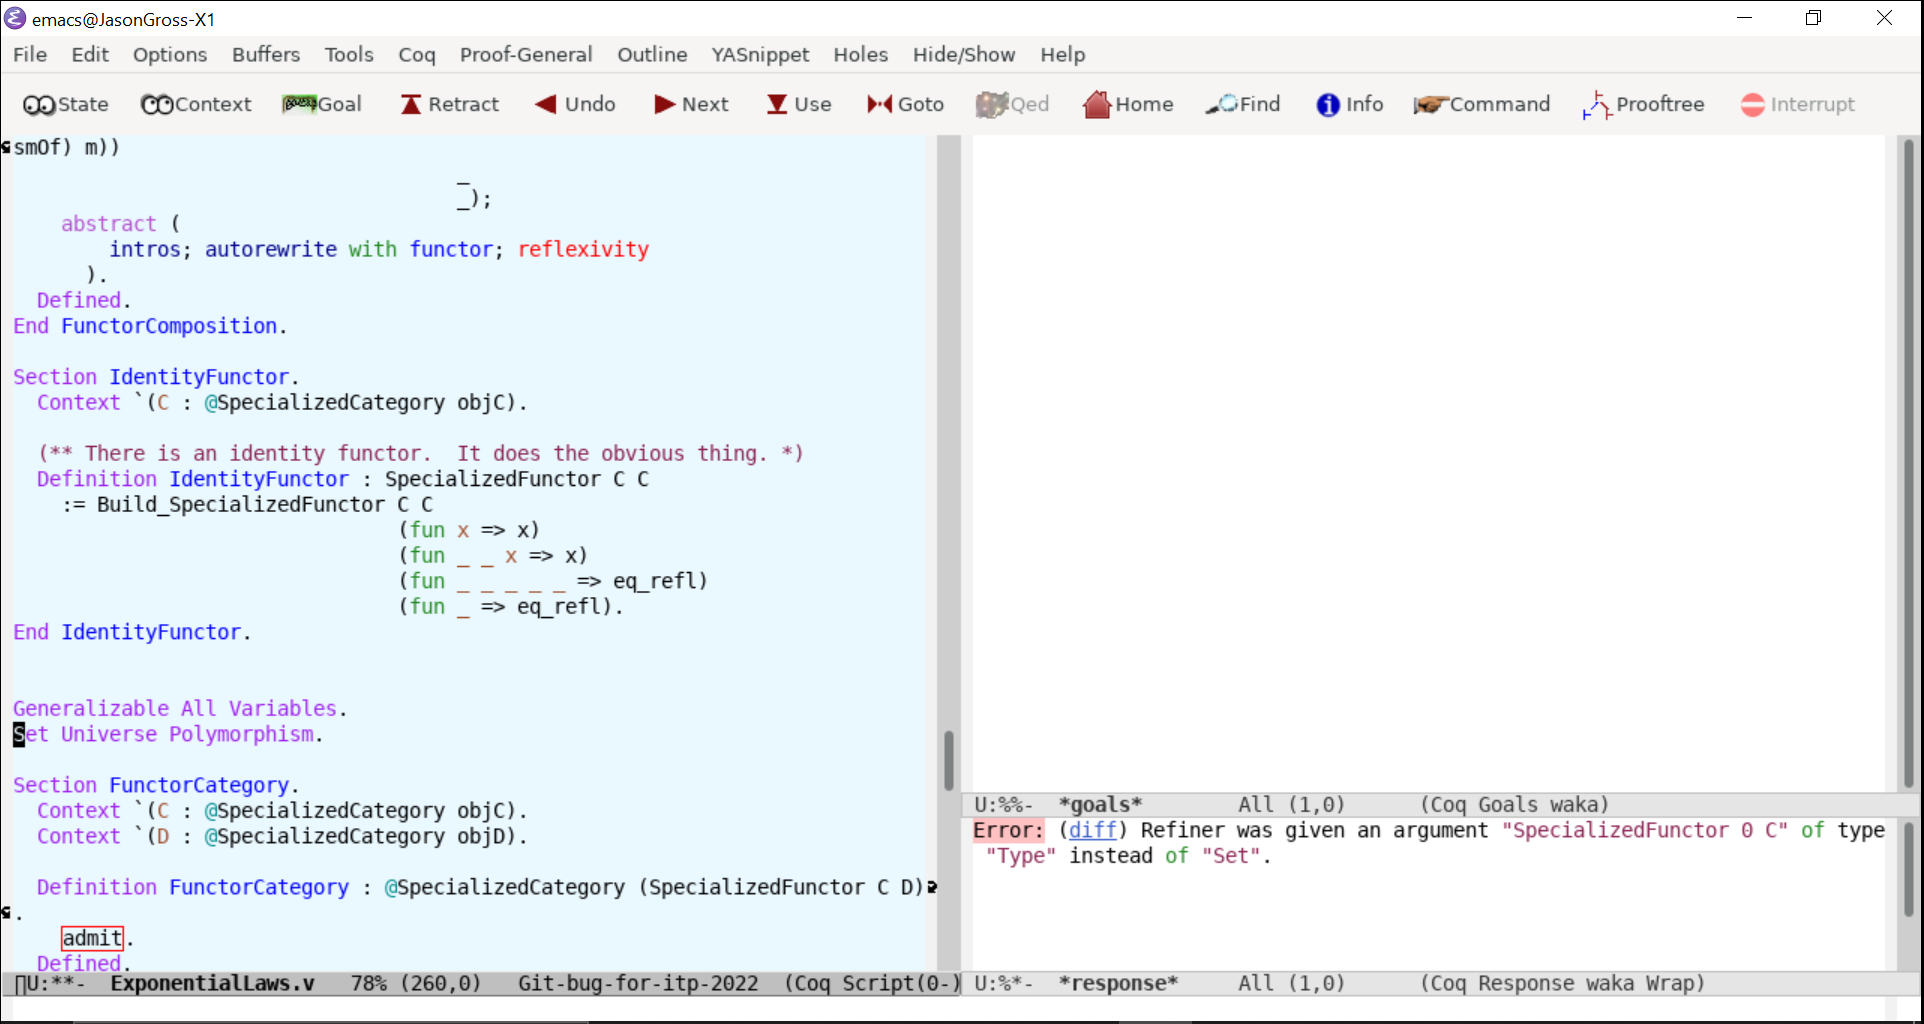 emacs@JasonGross-X1
File Edit Options Buffers Tools Coq Proof-General Outline YASnippet Holes Hide/Show Help
State Context Goal Retract Undo Next Use Goto Qed Home Find Info Command Prooftree Interrupt
smOf) m))
_
_);
abstract (
intros; autorewrite with functor; reflexivity
).
Defined.
End FunctorComposition.
Section IdentityFunctor.
Context `(C : @SpecializedCategory objC).
(** There is an identity functor.  It does the obvious thing. *)
Definition IdentityFunctor : SpecializedFunctor C C
:= Build_SpecializedFunctor C C
(fun x => x)
(fun _ _ x => x)
(fun _ _ _ _ _ => eq_refl)
(fun _ => eq_refl).
End IdentityFunctor.
Generalizable All Variables.
Set Universe Polymorphism.
Section FunctorCategory.
Context `(C : @SpecializedCategory objC).
Context `(D : @SpecializedCategory objD).
Definition FunctorCategory : @SpecializedCategory (SpecializedFunctor C D)
.
admit.
Defined.
U:**-  ExponentialLaws.v   78% (260,0)   Git-bug-for-itp-2022  (Coq Script(0-)
U:%%-  *goals*        All (1,0)      (Coq Goals waka)
Error: (diff) Refiner was given an argument "SpecializedFunctor 0 C" of type
"Type" instead of "Set".
U:%*-  *response*     All (1,0)      (Coq Response waka Wrap)